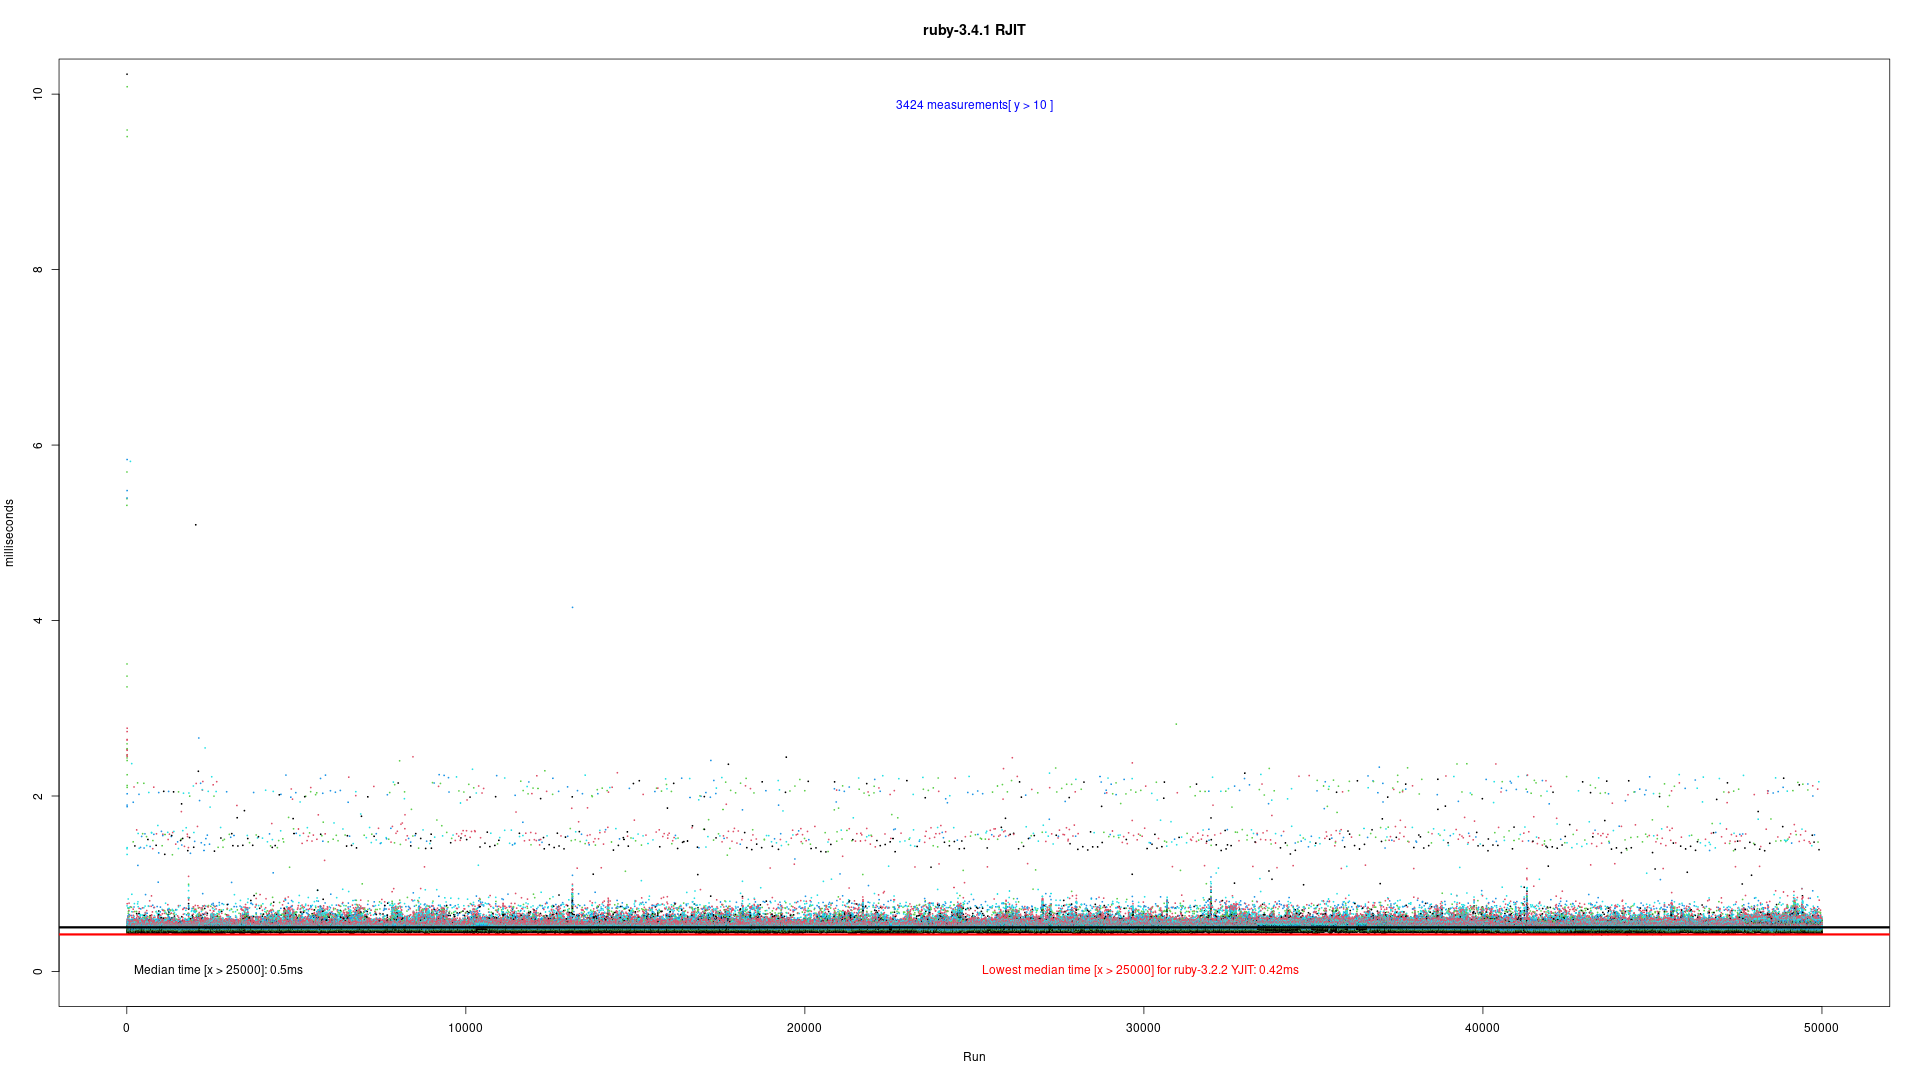 ruby-3.4.1 RJIT
3424 measurements[ y > 10 ]
milliseconds
10
8
6
4
2
0
Median time [x > 25000]: 0.5ms
Lowest median time [x > 25000] for ruby-3.2.2 YJIT: 0.42ms
0
10000
20000
30000
40000
50000
Run